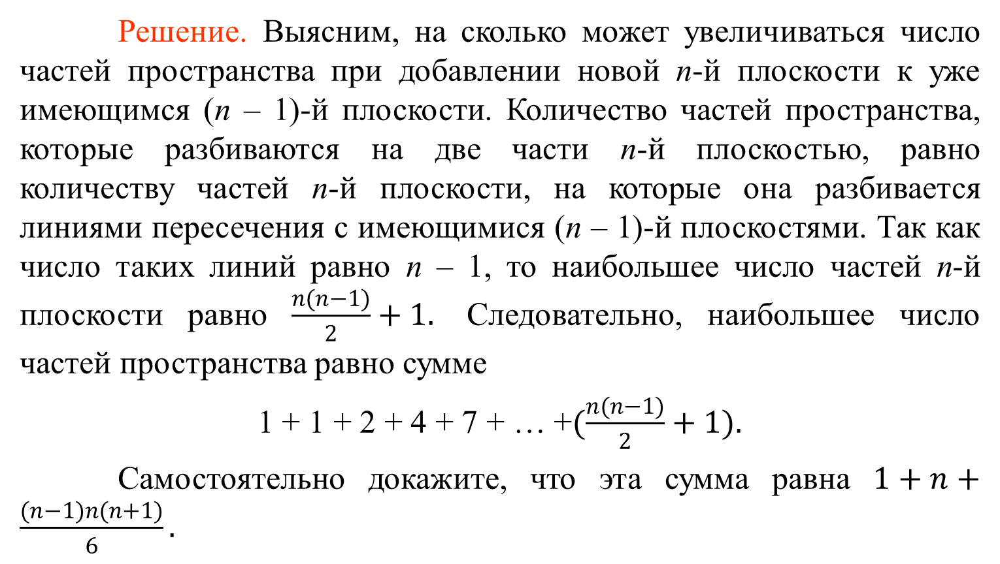 Решение. Выясним, на сколько может увеличиваться число
частей пространства при добавлении новой n-й плоскости к уже
имеющимся (n – 1)-й плоскости. Количество частей пространства,
которые разбиваются на две части n-й плоскостью, равно
количеству частей n-й плоскости, на которые она разбивается
линиями пересечения с имеющимися (n – 1)-й плоскостями. Так как
число таких линий равно n – 1, то наибольшее число частей n-й
плоскости равно \frac{n(n−1)}{2} + 1. Следовательно, наибольшее число
частей пространства равно сумме
1 + 1 + 2 + 4 + 7 + … +(\frac{n(n−1)}{2} + 1).
Самостоятельно докажите, что эта сумма равна 1 + n +
\frac{(n−1)n(n+1)}{6}.